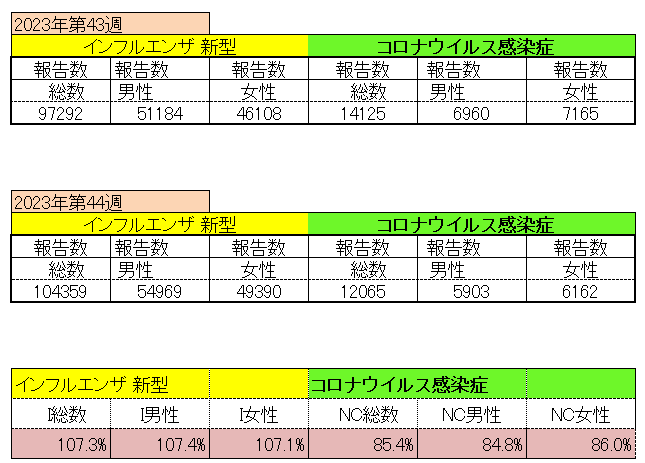 2023年第43週
インフルエンザ 新型 コロナウイルス感染症
報告数 報告数 報告数 報告数 報告数 報告数
総数 男性 女性 総数 男性 女性
97292 51184 46108 14125 6960 7165
2023年第44週
インフルエンザ 新型 コロナウイルス感染症
報告数 報告数 報告数 報告数 報告数 報告数
総数 男性 女性 総数 男性 女性
104359 54969 49390 12065 5903 6162
インフルエンザ 新型 コロナウイルス感染症
I総数 I男性 I女性 NC総数 NC男性 NC女性
107.3% 107.4% 107.1% 85.4% 84.8% 86.0%